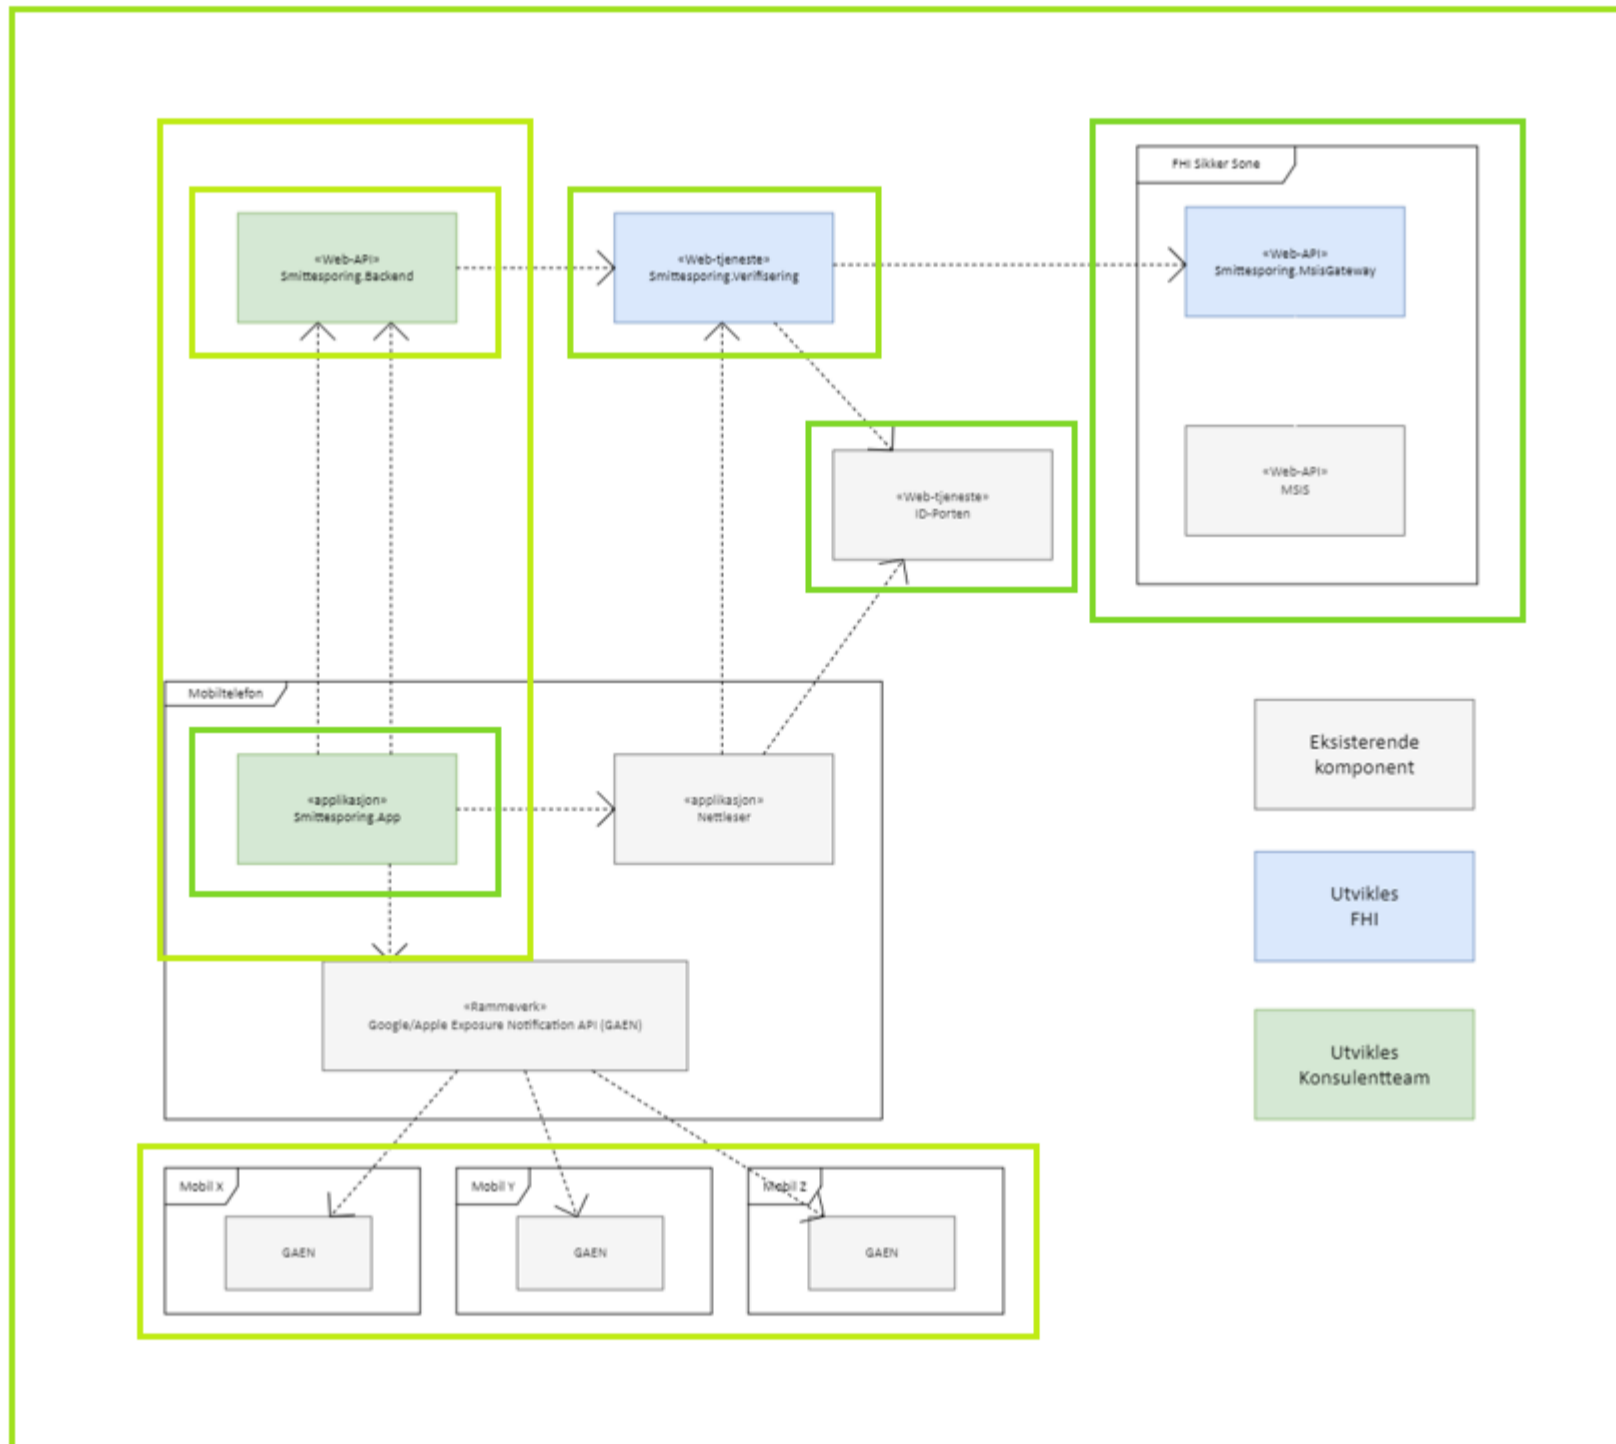 FHI Sikker Sone
«Web-API»
Smittesporing.Backend
«Web-tjeneste»
Smittesporing.Verifisering
«Web-API»
Smittesporing.MsisGateway
«Web-tjeneste»
ID-Porten
«Web-API»
MSIS
Mobiltelefon
«applikasjon»
Smittesporing.App
«applikasjon»
Nettleser
Eksisterende
komponent
Utvikles
FHI
«Rammeverk»
Google/Apple Exposure Notification API (GAEN)
Utvikles
Konsulentteam
Mobil X
Mobil Y
Mobil Z
GAEN
GAEN
GAEN